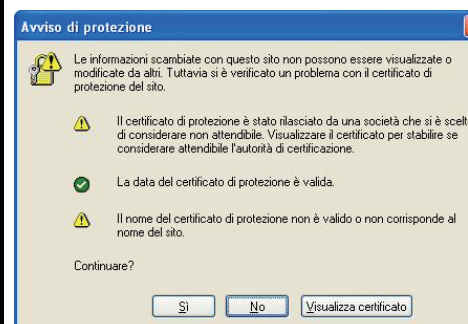 Avviso di protezione
Le informazioni scambiate con questo sito non possono essere visualizzate o
modificate da altri. Tuttavia si è verificato un problema con il certificato di
protezione del sito.
Il certificato di protezione è stato rilasciato da una società che si è scelt
di considerare non attendibile. Visualizzare il certificato per stabilire se
considerare attendibile l'autorità di certificazione.
La data del certificato di protezione è valida.
Il nome del certificato di protezione non è valido o non corrisponde al
nome del sito.
Continuare?
Sì No Visualizza certificato